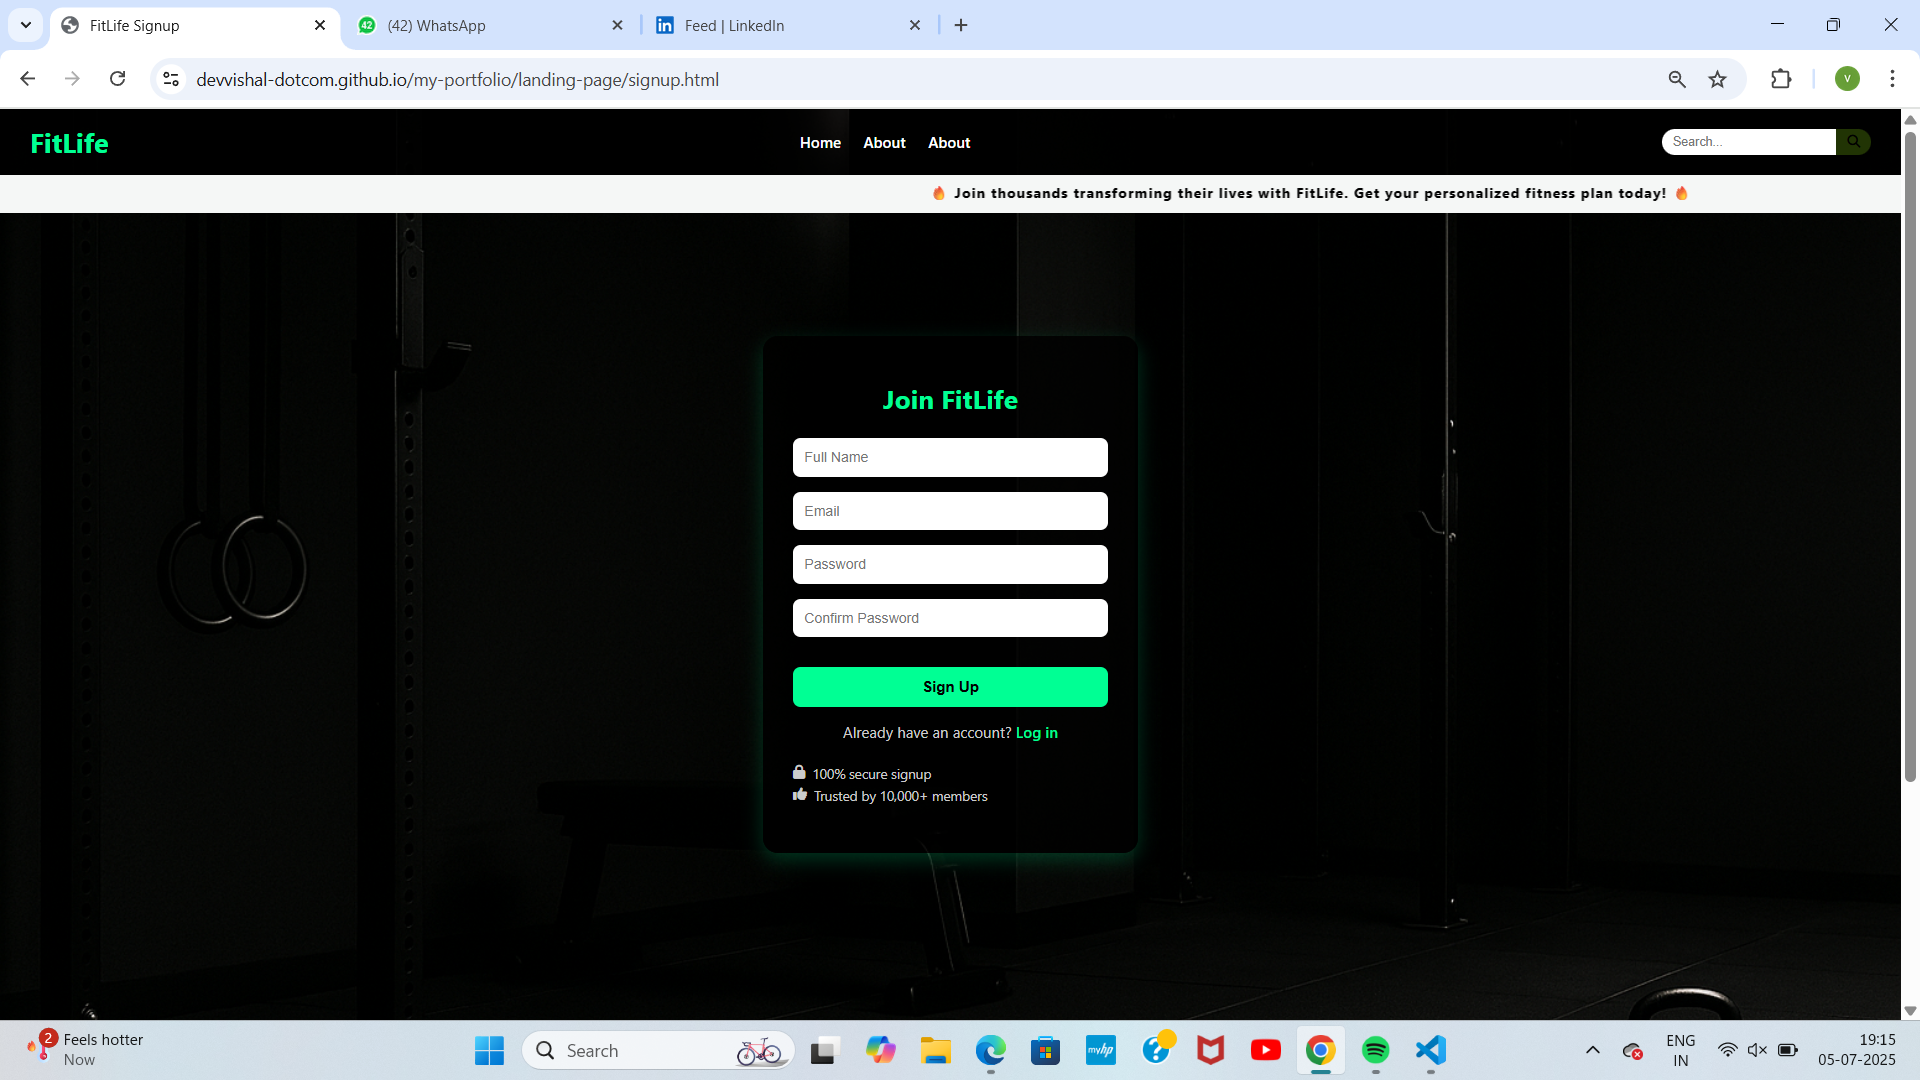 FitLife Signup
(42) WhatsApp
Feed | LinkedIn
devvishal-dotcom.github.io/my-portfolio/landing-page/signup.html
V
FitLife
Home About About
Search...
🔥 Join thousands transforming their lives with FitLife. Get your personalized fitness plan today! 🔥
Join FitLife
Full Name
Email
Password
Confirm Password
Sign Up
Already have an account? Log in
100% secure signup
Trusted by 10,000+ members
2
Feels hotter
Now
Search
myhp
ENG
IN
19:15
05-07-2025